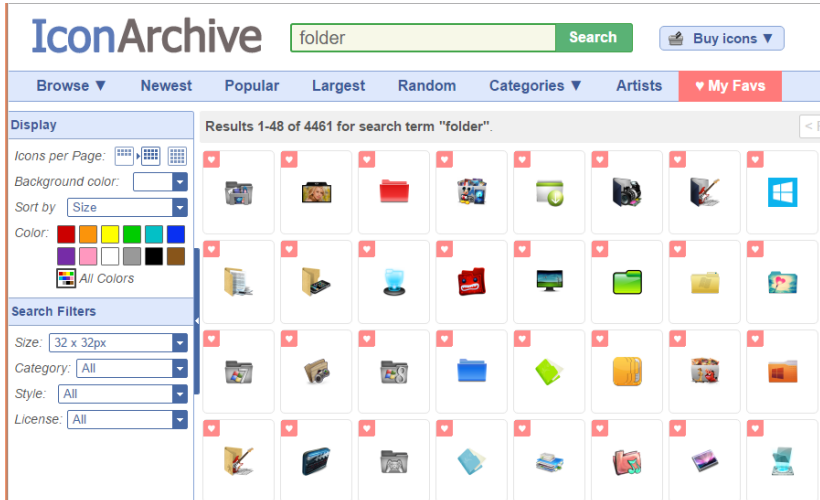 IconArchive
folder
Search
Buy icons ▼
Browse ▼ Newest Popular Largest Random Categories ▼ Artists ♥ My Favs
Display
Results 1-48 of 4461 for search term "folder".
Icons per Page:
Background color:
Sort by Size
Color:
All Colors
Search Filters
Size: 32 x 32px
Category: All
Style: All
License: All